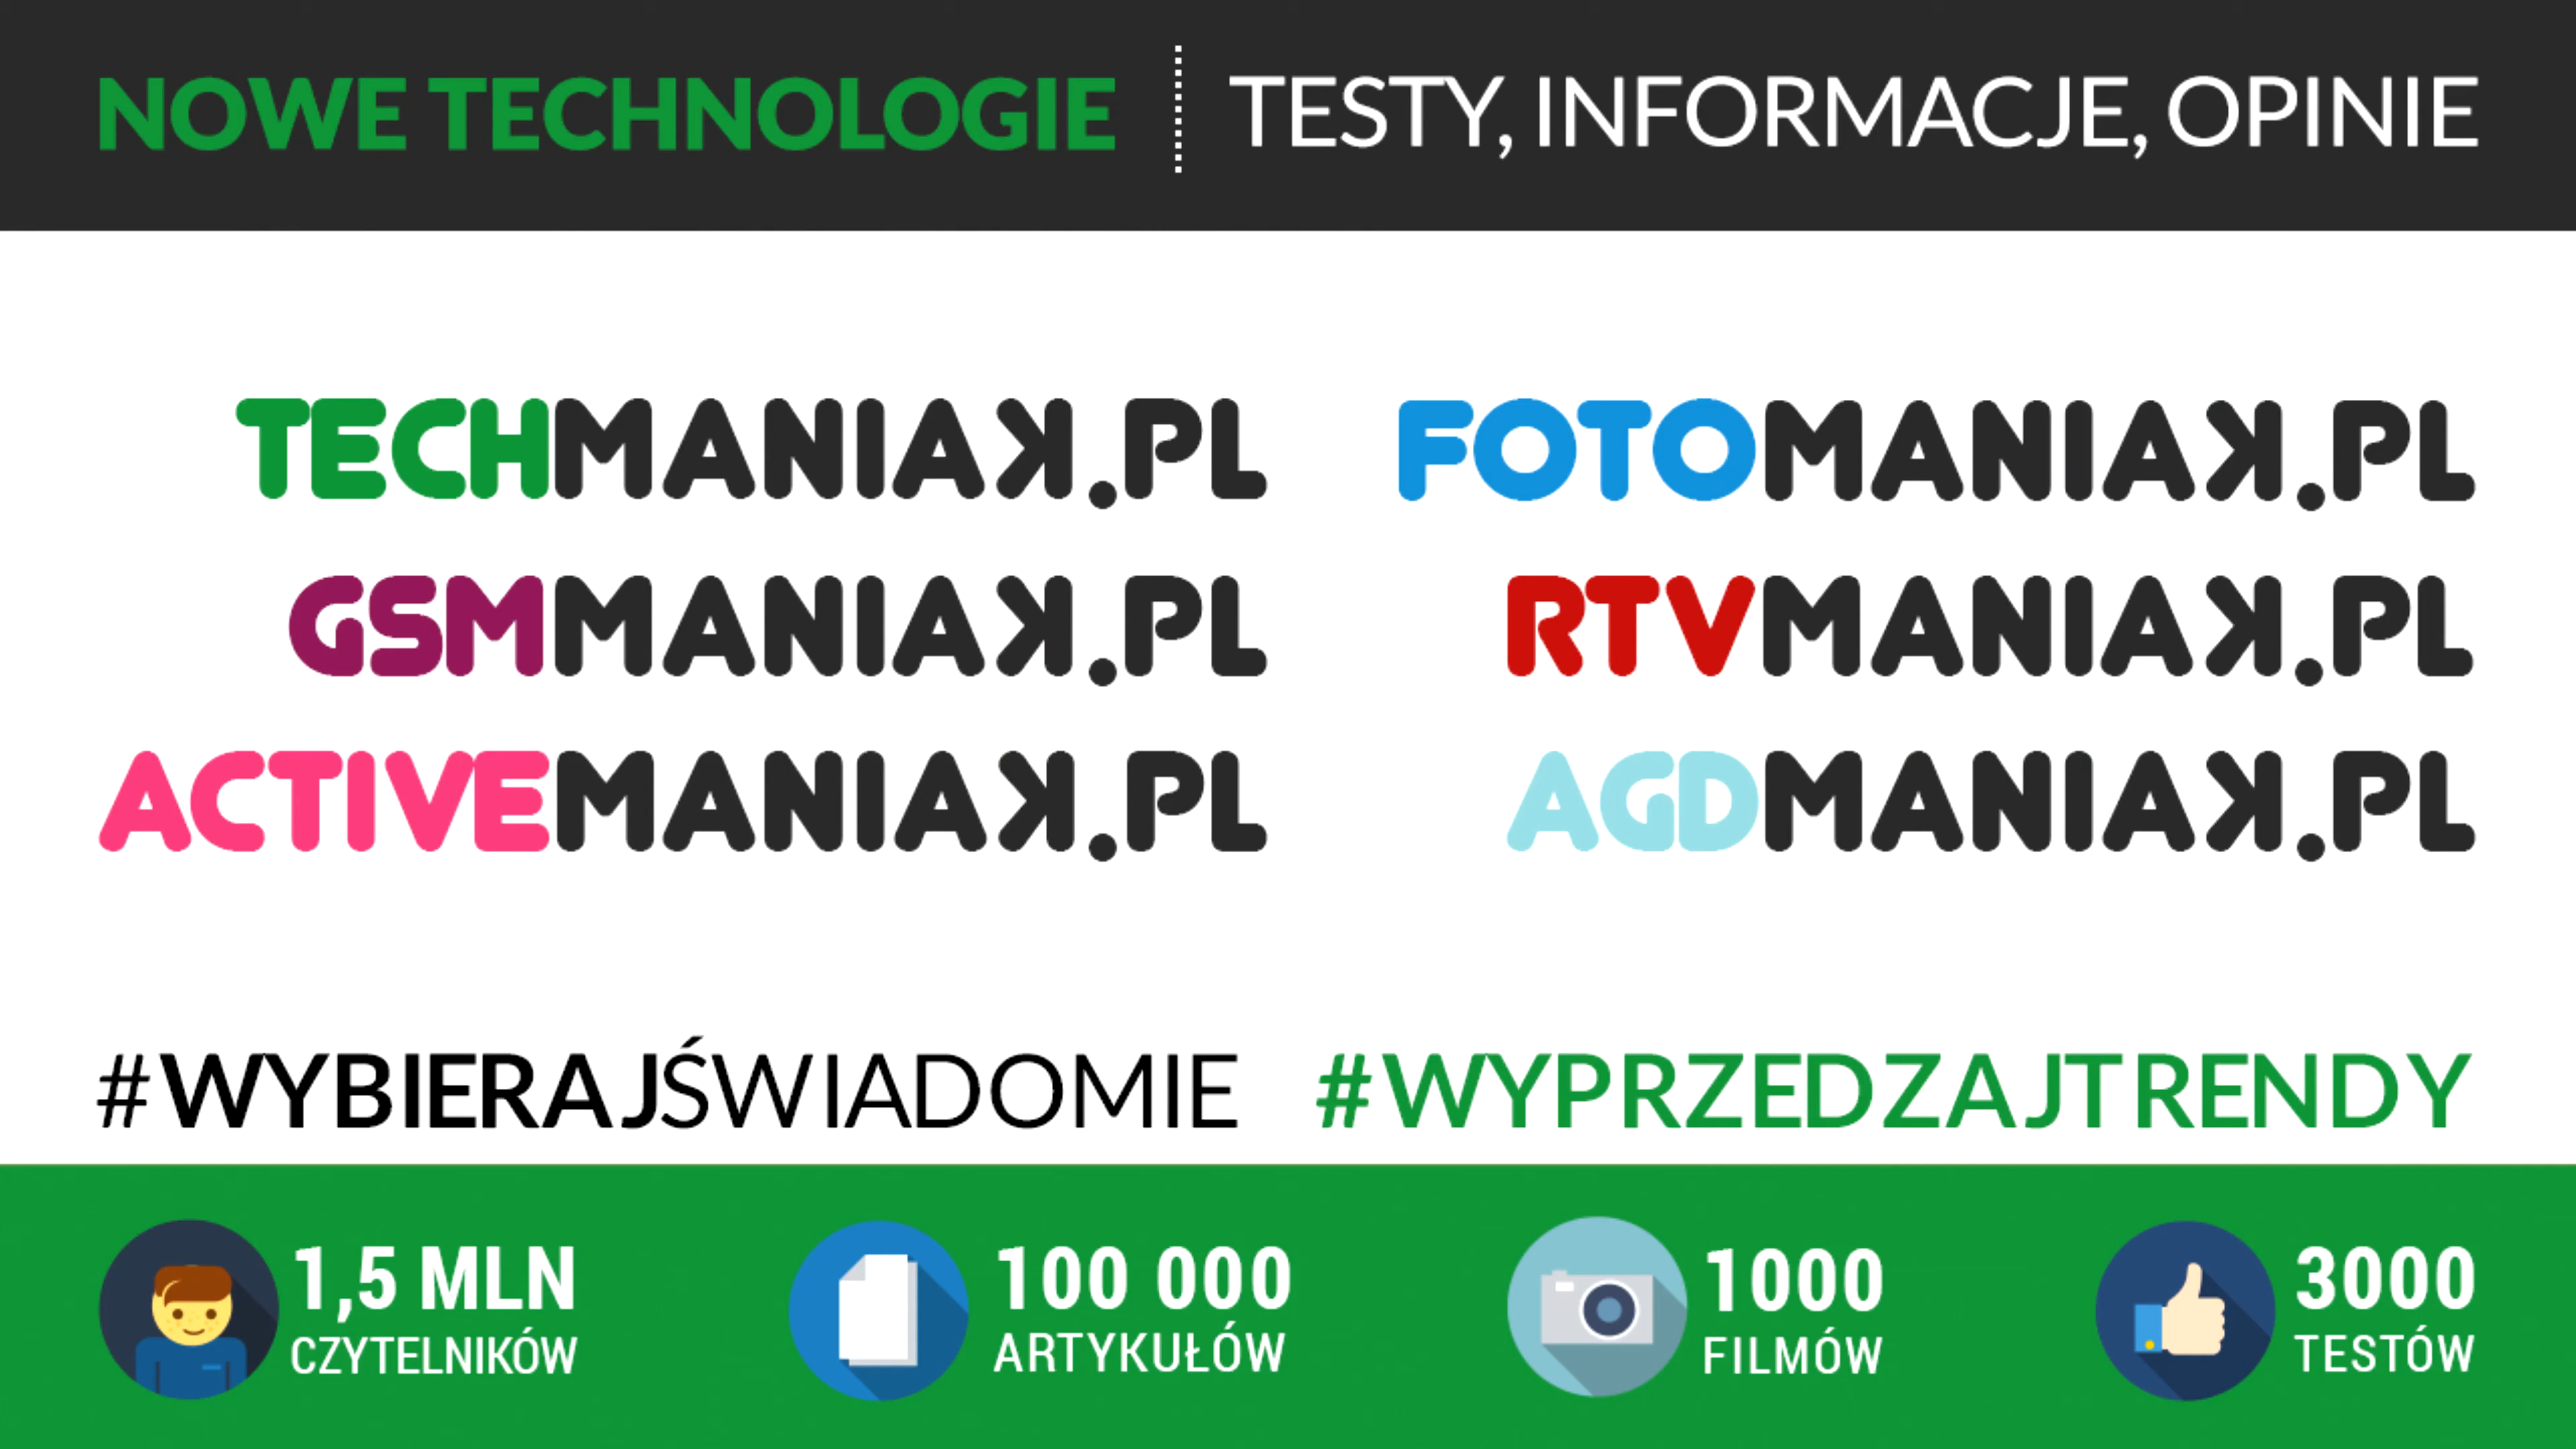 NOWE TECHNOLOGIE
TESTY, INFORMACJE, OPINIE
TECHMANIAK.PL
FOTOMANIAK.PL
GSMMANIAK.PL
RTVMANIAK.PL
ACTIVEMANIAK.PL
AGDMANIAK.PL
#WYBIERAJŚWIADOMIE
#WYPRZEDZAJTRENDY
1,5 MLN
CZYTELNIKÓW
100 000
ARTYKUŁÓW
1000
FILMÓW
3000
TESTÓW